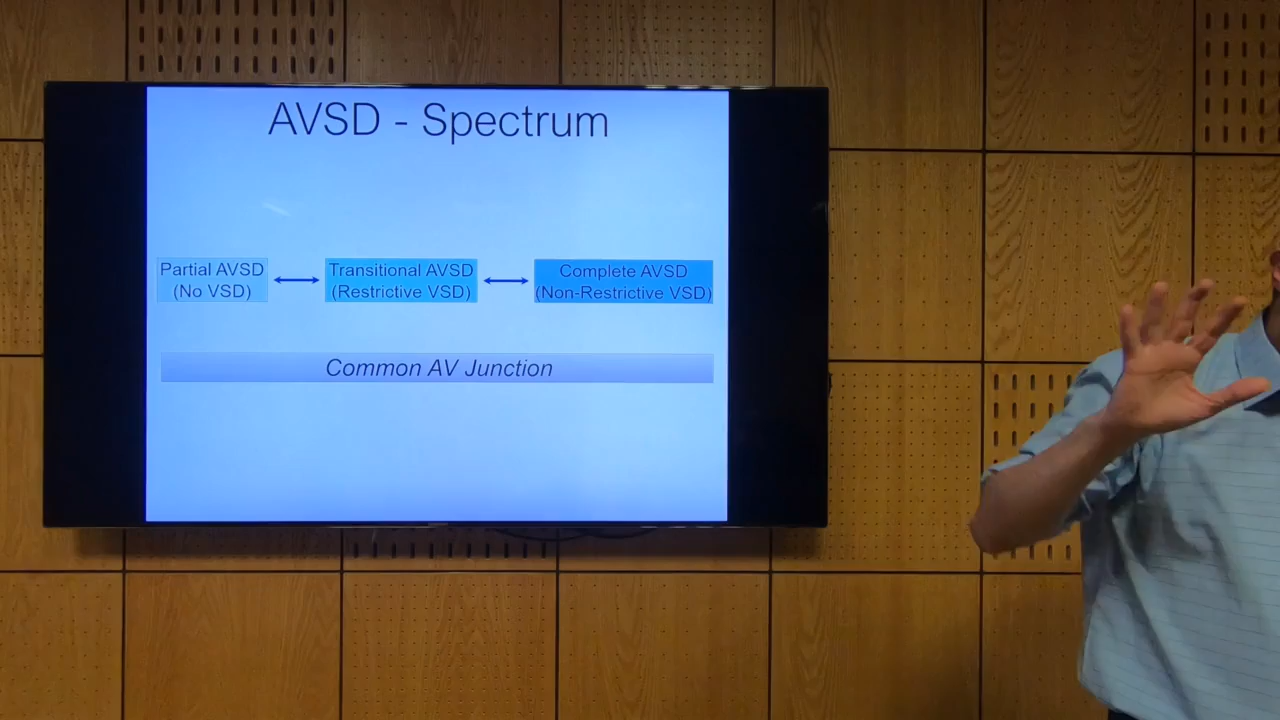 AVSD - Spectrum
Partial AVSD
(No VSD)
Transitional AVSD
(Restrictive VSD)
Complete AVSD
(Non-Restrictive VSD)
Common AV Junction